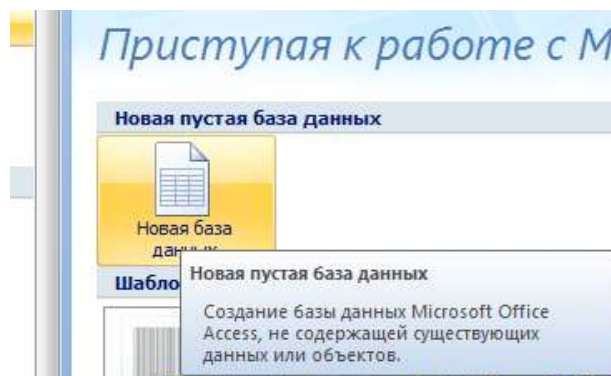 Приступая к работе с M
Новая пустая база данных
Новая база
данных
Шабло
Новая пустая база данных
Создание базы данных Microsoft Office
Access, не содержащей существующих
данных или объектов.